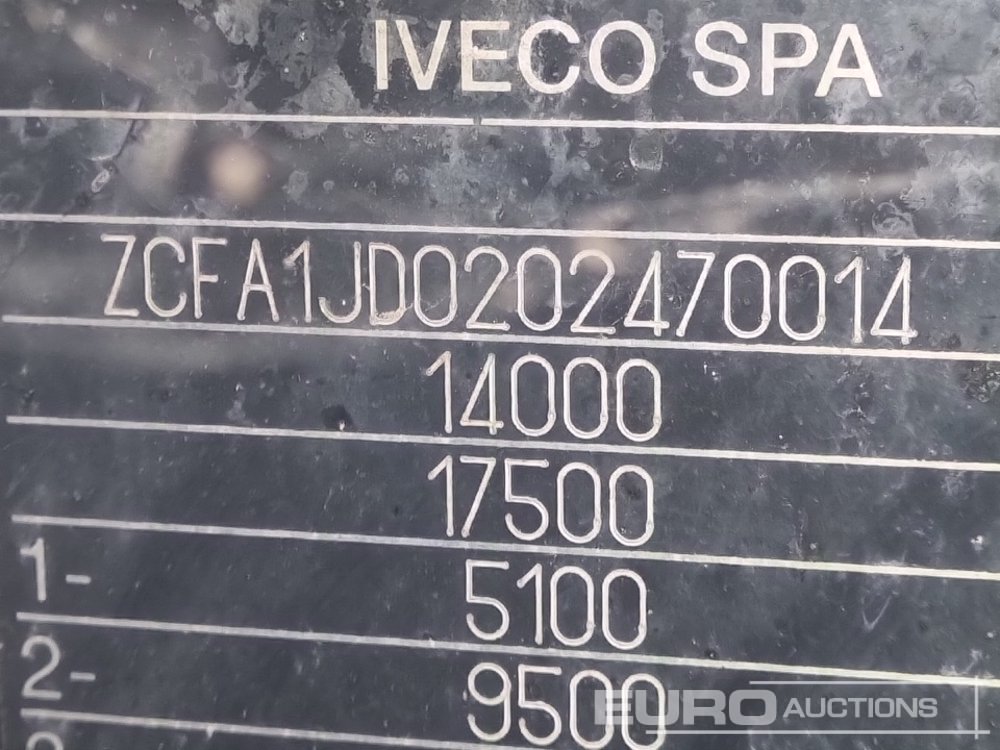 IVECO SPA
ZCFA1JD0202470014
14000
17500
1- 5100
2- 9500
EURO AUCTIONS